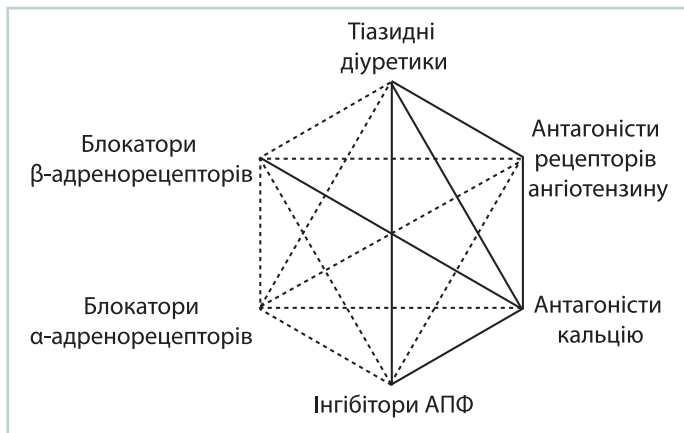 Тіазидні
діуретики
Блокатори
β-адренорецепторів
Антагоністи
рецепторів
ангіотензину
Блокатори
α-адренорецепторів
Антагоністи
кальцію
Інгібітори АПФ